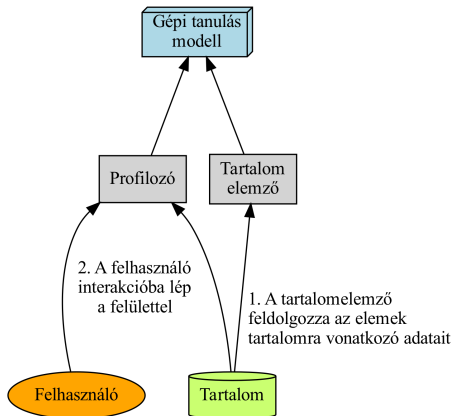 Gépi tanulás
modell
Profilozó
Tartalom
elemző
2. A felhasználó
interakcióba lép
a felülettel
1. A tartalomelemző
feldolgozza az elemek
tartalomra vonatkozó adatait
Felhasználó
Tartalom